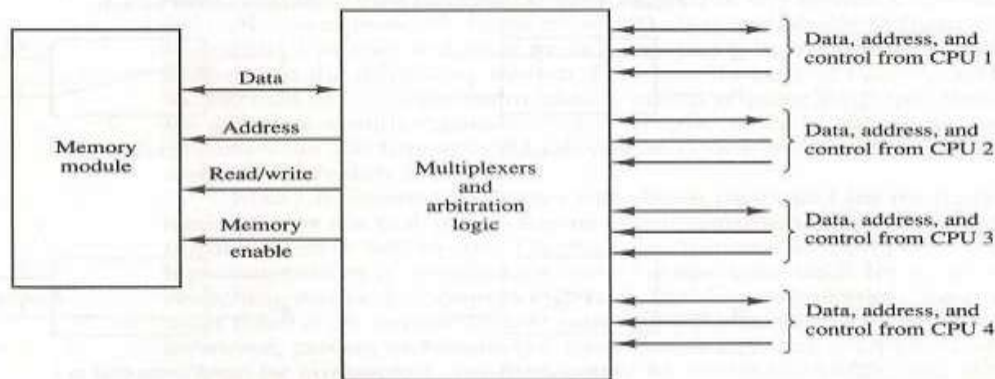 Memory
module
Data
Address
Read/write
Memory
enable
Multiplexers
and
arbitration
logic
Data, address, and
control from CPU 1
Data, address, and
control from CPU 2
Data, address, and
control from CPU 3
Data, address, and
control from CPU 4